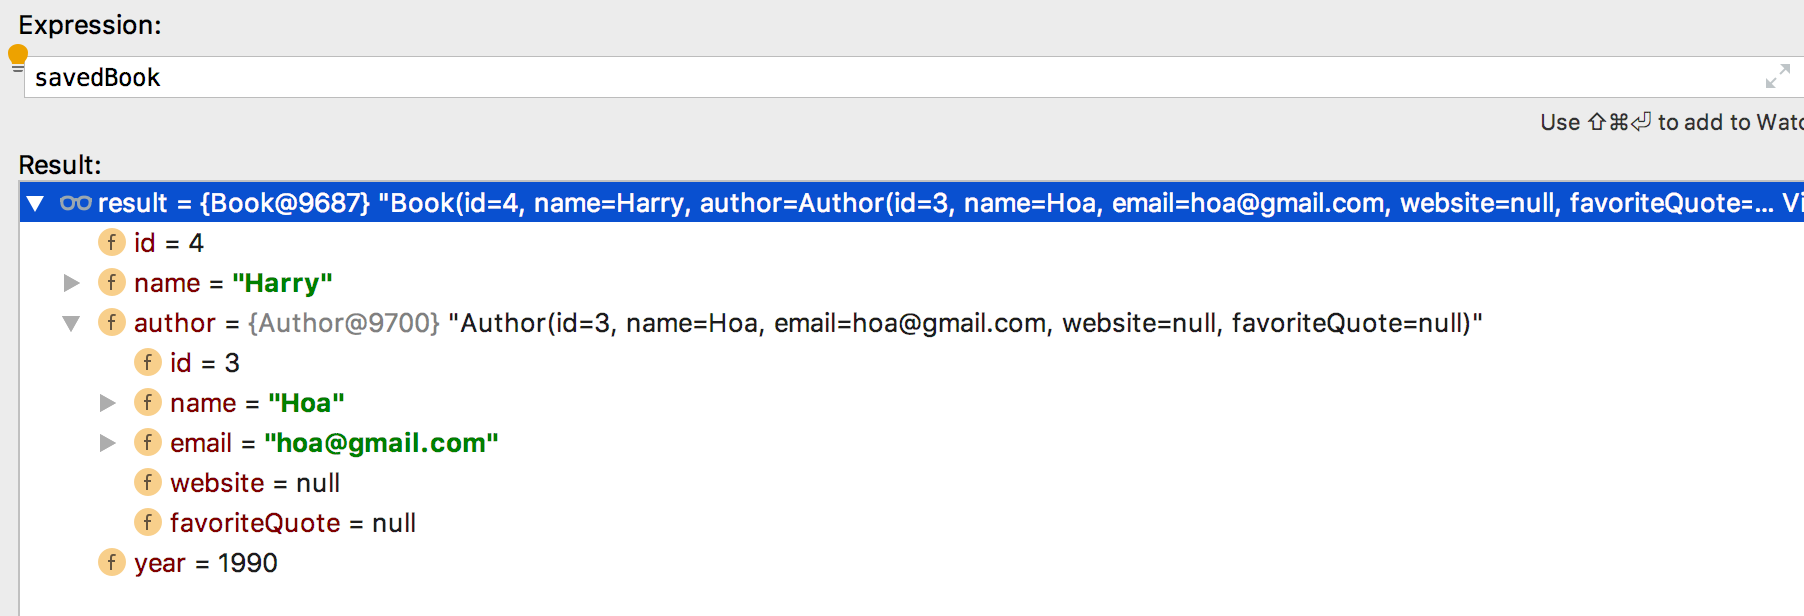 Expression:
savedBook
Use ⇧⌘⏎ to add to Watc
Result:
result = {Book@9687} "Book(id=4, name=Harry, author=Author(id=3, name=Hoa, email=hoa@gmail.com, website=null, favoriteQuote=... Vi
f id = 4
f name = "Harry"
f author = {Author@9700} "Author(id=3, name=Hoa, email=hoa@gmail.com, website=null, favoriteQuote=null)"
f id = 3
f name = "Hoa"
f email = "hoa@gmail.com"
f website = null
f favoriteQuote = null
f year = 1990